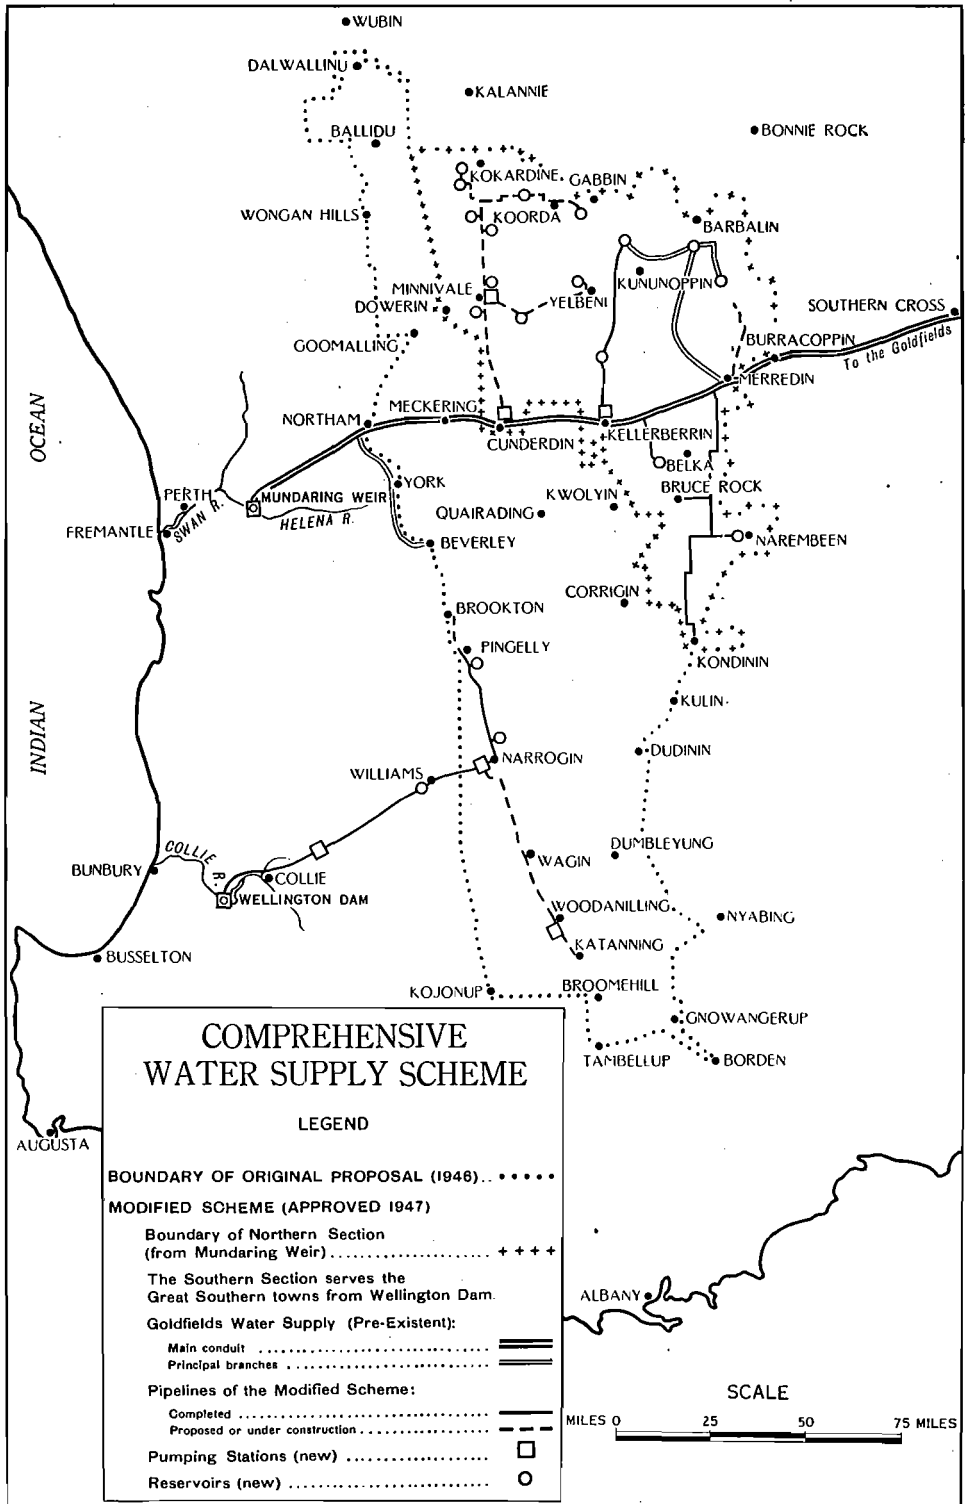 WUBIN
DALWALLINU
KALANNIE
BALLIDU
BONNIE ROCK
KOKARDINE
GABBIN
WONGAN HILLS
KOORDA
BARBALIN
KUNUNOPPIN
MINNIVALE
YELBENI
DOWERIN
SOUTHERN CROSS
GOOMALLING
BURRACOPPIN
To the Goldfields
MERREDIN
OCEAN
MECKERING
NORTHAM
CUNDERDIN
KELLERBERRIN
BELKA
YORK
BRUCE ROCK
PERTH
MUNDARING WEIR
KWOLYIN
QUAIRADING
FREMANTLE
SWAN R.
HELENA R.
BEVERLEY
NAREMBEEN
CORRIGIN
BROOKTON
PINGELLY
KONDININ
KULIN
INDIAN
DUDININ
NARROGIN
WILLIAMS
DUMBLEYUNG
COLLIE R.
WAGIN
BUNBURY
COLLIE
WELLINGTON DAM
WOODANILLING
NYABING
KATANNING
BUSSELTON
KOJONUP
BROOMEHILL
GNOWANGERUP
TAMBELLUP
BORDEN
AUGUSTA
ALBANY
COMPREHENSIVE
WATER SUPPLY SCHEME
LEGEND
BOUNDARY OF ORIGINAL PROPOSAL (1946)
MODIFIED SCHEME (APPROVED 1947)
Boundary of Northern Section
(from Mundaring Weir)
The Southern Section serves the
Great Southern towns from Wellington Dam.
Goldfields Water Supply (Pre-Existent):
Main conduit
Principal branches
Pipelines of the Modified Scheme:
Completed
Proposed or under construction
Pumping Stations (new)
Reservoirs (new)
SCALE
MILES 0 25 50 75 MILES